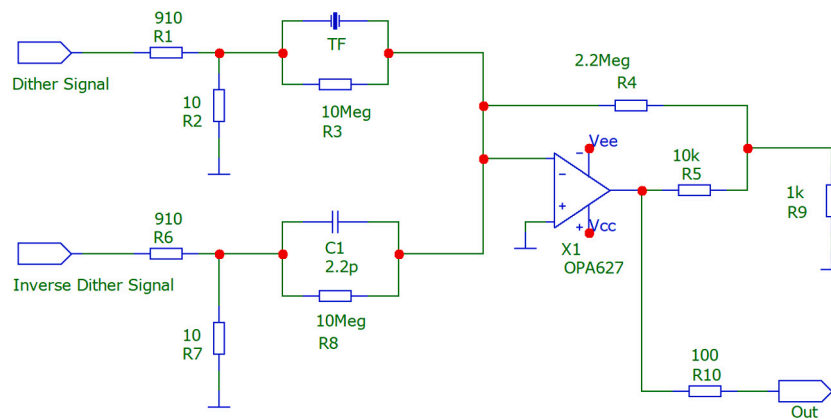 910
R1
Dither Signal
10
R2
TF
10Meg
R3
2.2Meg
R4
Vee
10k
R5
1k
R9
Vcc
X1
OPA627
910
R6
Inverse Dither Signal
C1
2.2p
10Meg
R8
10
R7
100
R10
Out